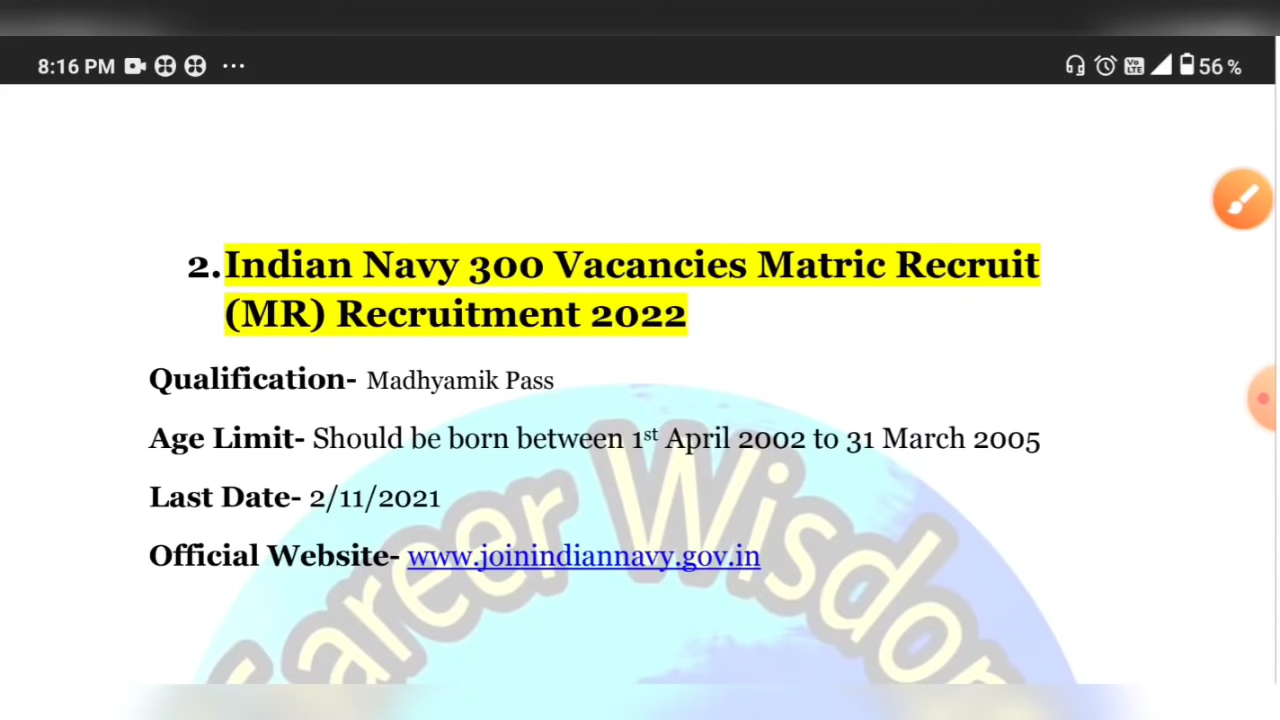 8:16 PM ... 56%
2. Indian Navy 300 Vacancies Matric Recruit
(MR) Recruitment 2022
Qualification- Madhyamik Pass
Age Limit- Should be born between 1st April 2002 to 31 March 2005
Last Date- 2/11/2021
Official Website- www.joinindiannavy.gov.in
Career Wisdom